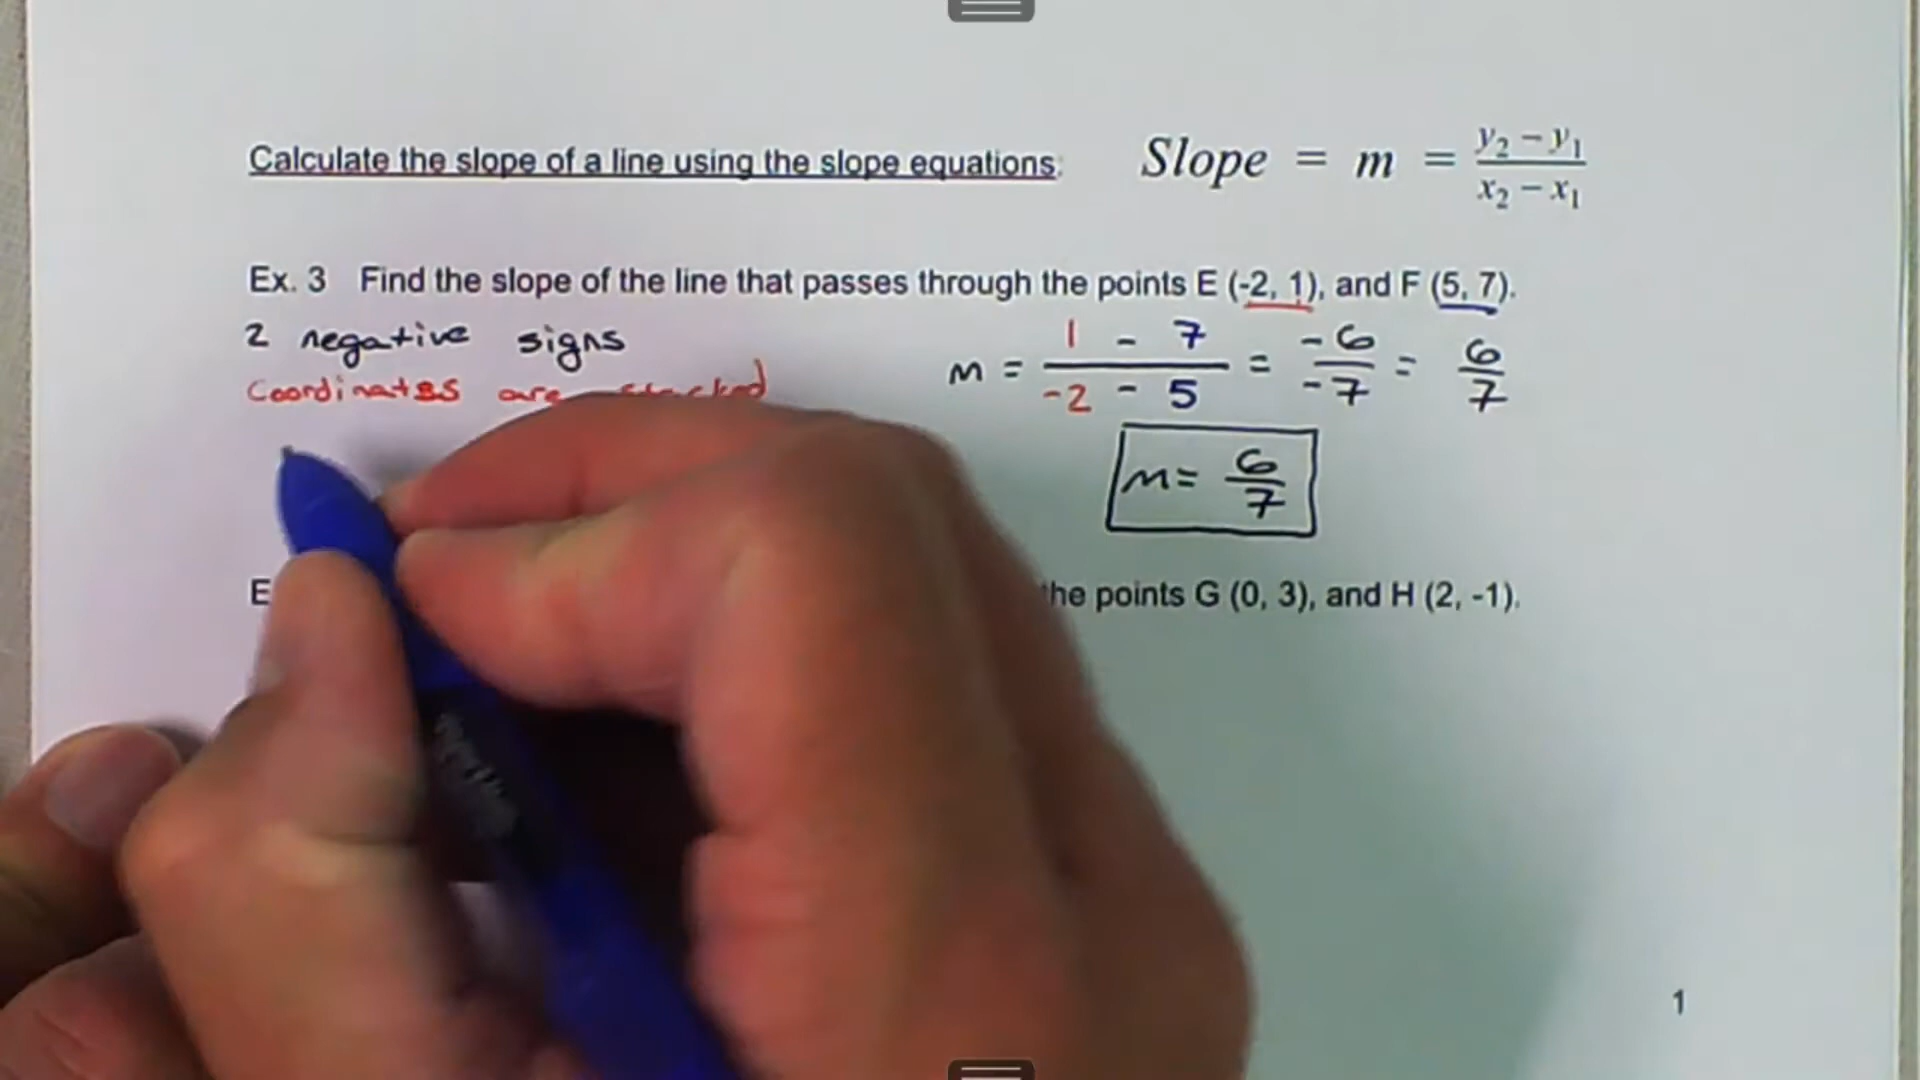 Calculate the slope of a line using the slope equations: Slope = m = y₂ − y₁ / x₂ − x₁
Ex. 3 Find the slope of the line that passes through the points E (-2, 1), and F (5, 7).
2 negative signs
Coordinates are stacked
m = 1 - 7 / -2 - 5 = -6 / -7 = 6 / 7
m = 6 / 7
the points G (0, 3), and H (2, -1).
1